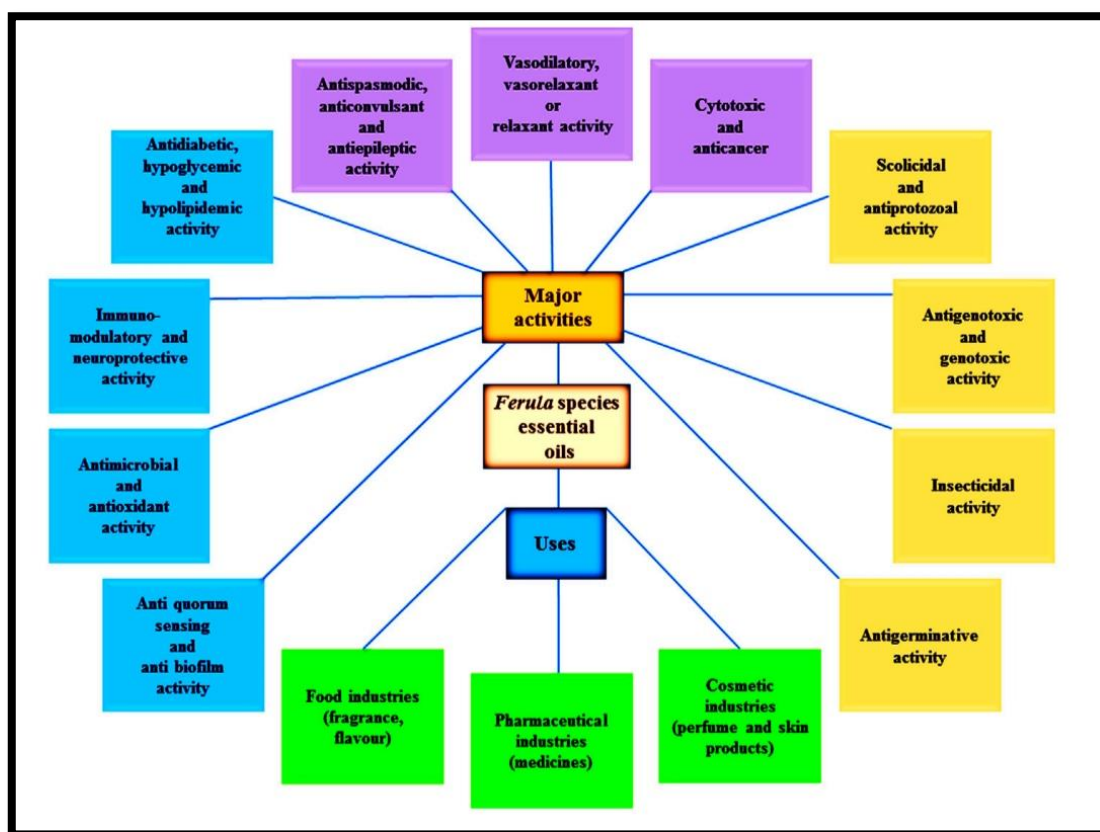 Vasodilatory,
vasorelaxant
or
relaxant activity
Antispasmodic,
anticonvulsant
and
antiepileptic
activity
Cytotoxic
and
anticancer
Antidiabetic,
hypoglycemic
and
hypolipidemic
activity
Scolicidal
and
antiprotozoal
activity
Major
activities
Immuno-
modulatory and
neuroprotective
activity
Antigenotoxic
and
genotoxic
activity
Ferula species
essential
oils
Antimicrobial
and
antioxidant
activity
Insecticidal
activity
Uses
Anti quorum
sensing
and
anti biofilm
activity
Antigerminative
activity
Food industries
(fragrance,
flavour)
Pharmaceutical
industries
(medicines)
Cosmetic
industries
(perfume and skin
products)